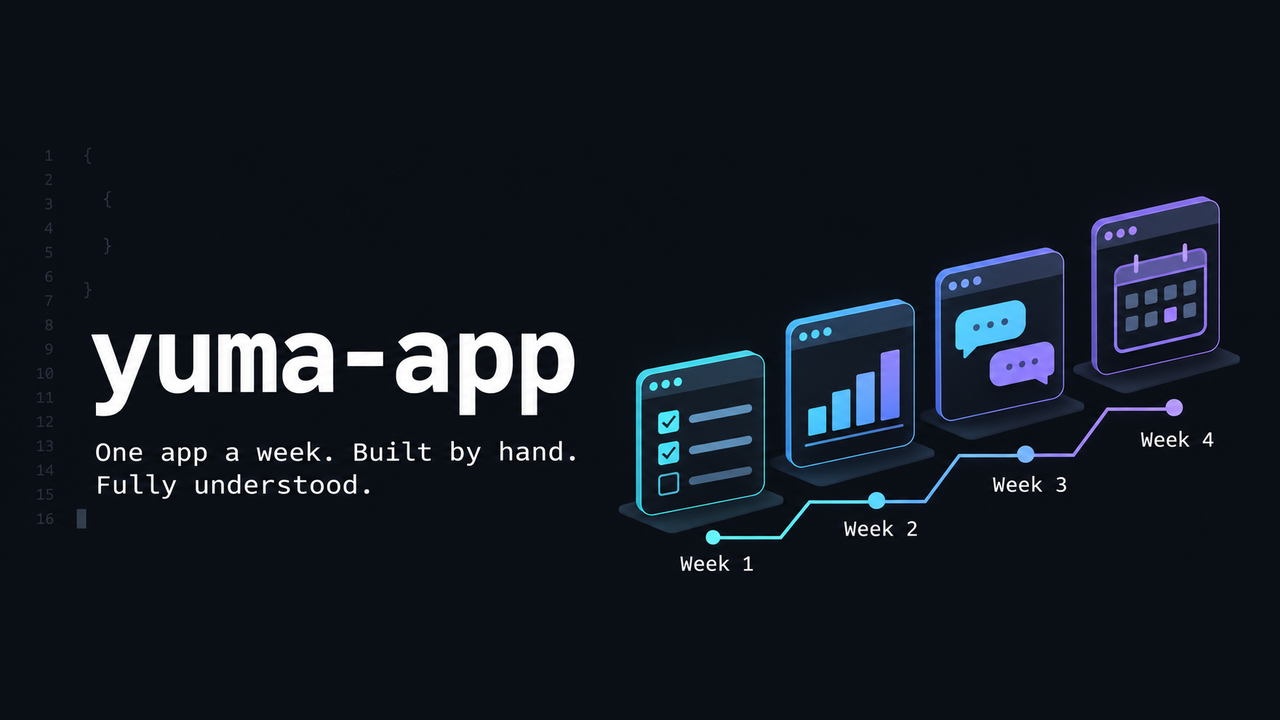 1 {
2
3 {
4
5 }
6
7 }
8
9
10
11
12
13
14
15
16
yuma-app
One app a week. Built by hand.
Fully understood.
Week 1
Week 2
Week 3
Week 4